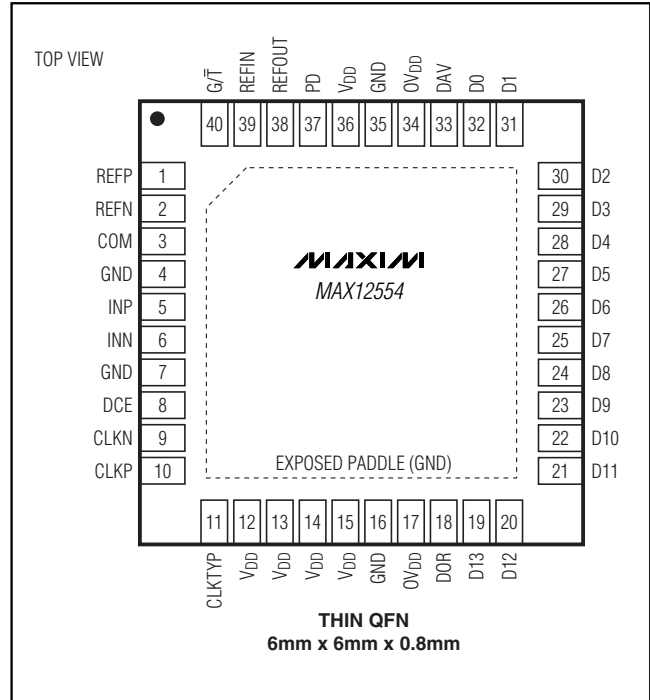 TOP VIEW
G/T̅ REFIN REFOUT PD VDD GND OVDD DAV D0 D1
40 39 38 37 36 35 34 33 32 31
REFP 1 30 D2
REFN 2 29 D3
COM 3 28 D4
GND 4 27 D5
INP 5 26 D6
INN 6 25 D7
GND 7 24 D8
DCE 8 23 D9
CLKN 9 22 D10
CLKP 10 21 D11
MAXIM
MAX12554
EXPOSED PADDLE (GND)
11 12 13 14 15 16 17 18 19 20
CLKTYP VDD VDD VDD VDD GND OVDD DOR D13 D12
THIN QFN
6mm x 6mm x 0.8mm